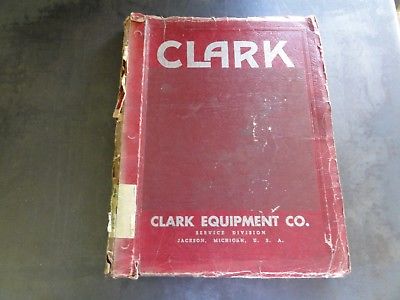 CLARK
CLARK EQUIPMENT CO.
SERVICE DIVISION
JACKSON, MICHIGAN, U. S. A.